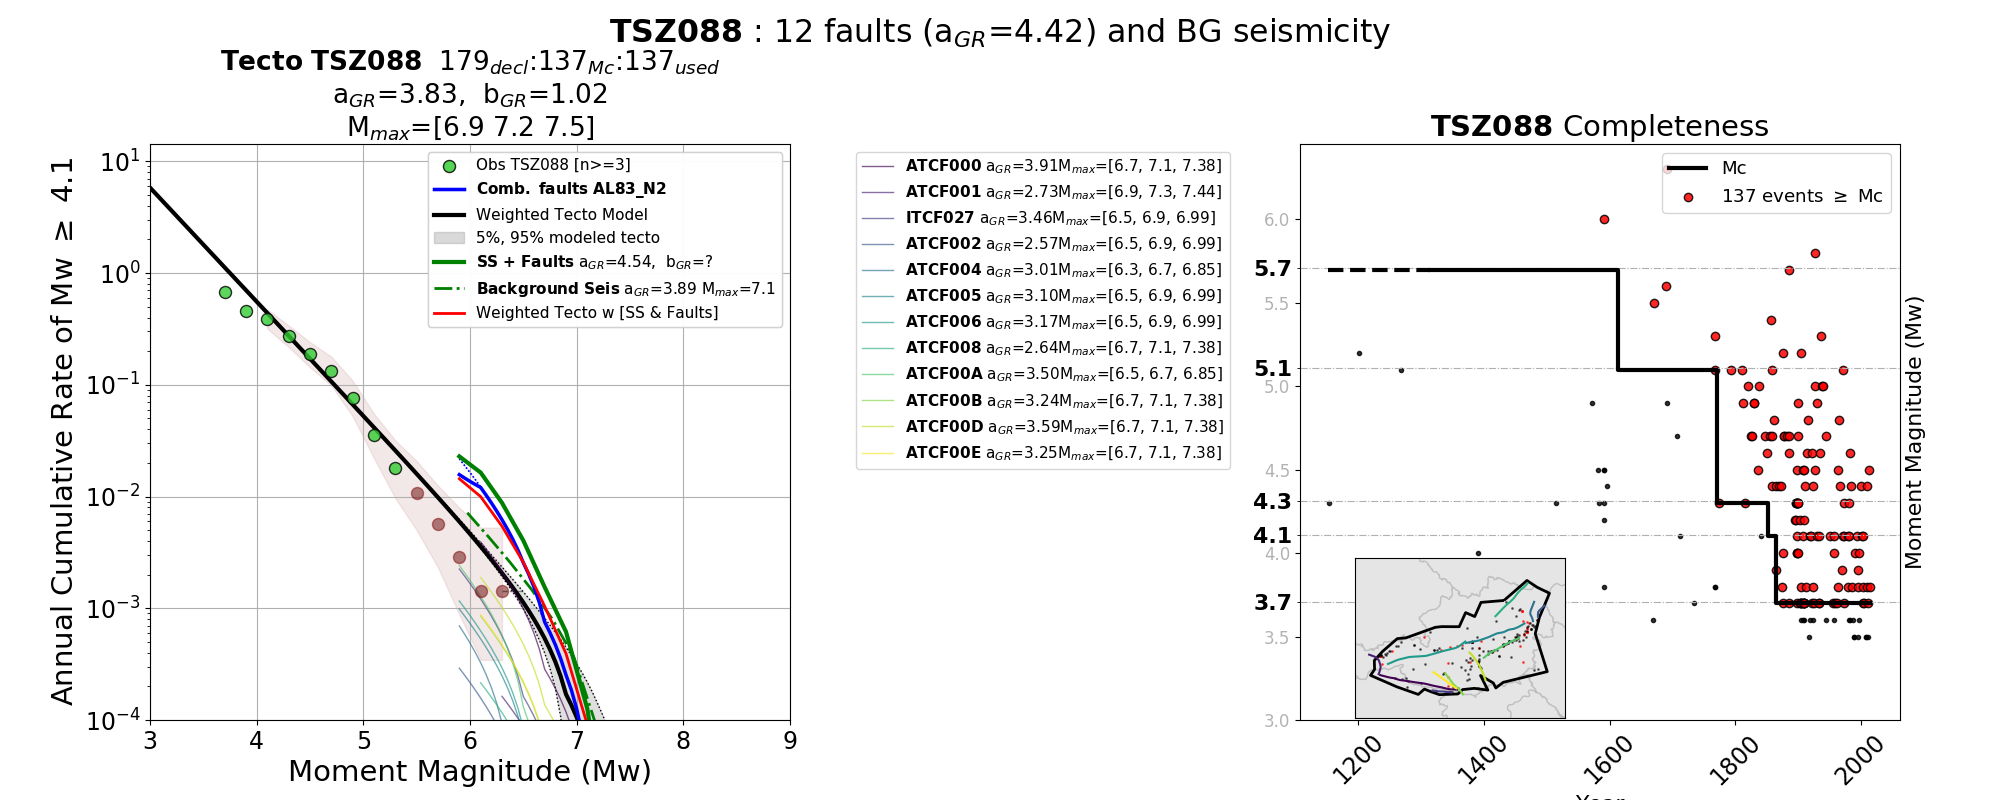 TSZ088 : 12 faults (aGR=4.42) and BG seismicity
Tecto TSZ088 179decl:137Mc:137used
aGR=3.83, bGR=1.02
Mmax=[6.9 7.2 7.5]
Annual Cumulative Rate of Mw ≥ 4.1
10^1
10^0
10^-1
10^-2
10^-3
10^-4
3 4 5 6 7 8 9
Moment Magnitude (Mw)
Obs TSZ088 [n>=3]
Comb. faults AL83_N2
Weighted Tecto Model
5%, 95% modeled tecto
SS + Faults aGR=4.54, bGR=?
Background Seis aGR=3.89 Mmax=7.1
Weighted Tecto w [SS & Faults]
ATCF000 aGR=3.91Mmax=[6.7, 7.1, 7.38]
ATCF001 aGR=2.73Mmax=[6.9, 7.3, 7.44]
ITCF027 aGR=3.46Mmax=[6.5, 6.9, 6.99]
ATCF002 aGR=2.57Mmax=[6.5, 6.9, 6.99]
ATCF004 aGR=3.01Mmax=[6.3, 6.7, 6.85]
ATCF005 aGR=3.10Mmax=[6.5, 6.9, 6.99]
ATCF006 aGR=3.17Mmax=[6.5, 6.9, 6.99]
ATCF008 aGR=2.64Mmax=[6.7, 7.1, 7.38]
ATCF00A aGR=3.50Mmax=[6.5, 6.7, 6.85]
ATCF00B aGR=3.24Mmax=[6.7, 7.1, 7.38]
ATCF00D aGR=3.59Mmax=[6.7, 7.1, 7.38]
ATCF00E aGR=3.25Mmax=[6.7, 7.1, 7.38]
TSZ088 Completeness
Mc
137 events ≥ Mc
6.0
5.7
5.5
5.1
5.0
4.5
4.3
4.1
4.0
3.7
3.5
3.0
1200 1400 1600 1800 2000
Moment Magnitude (Mw)